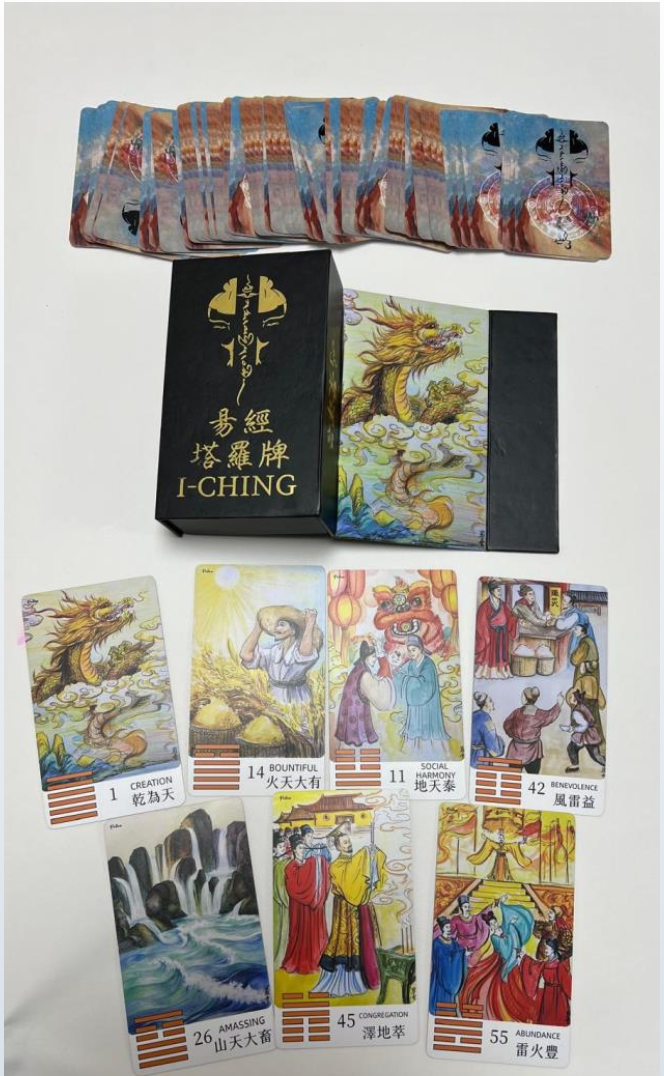 易經
塔羅牌
I-CHING
1 CREATION
乾為天
14 BOUNTIFUL
火天大有
11 SOCIAL
HARMONY
地天泰
42 BENEVOLENCE
風雷益
26 AMASSING
山天大畜
45 CONGREGATION
澤地萃
55 ABUNDANCE
雷火豐